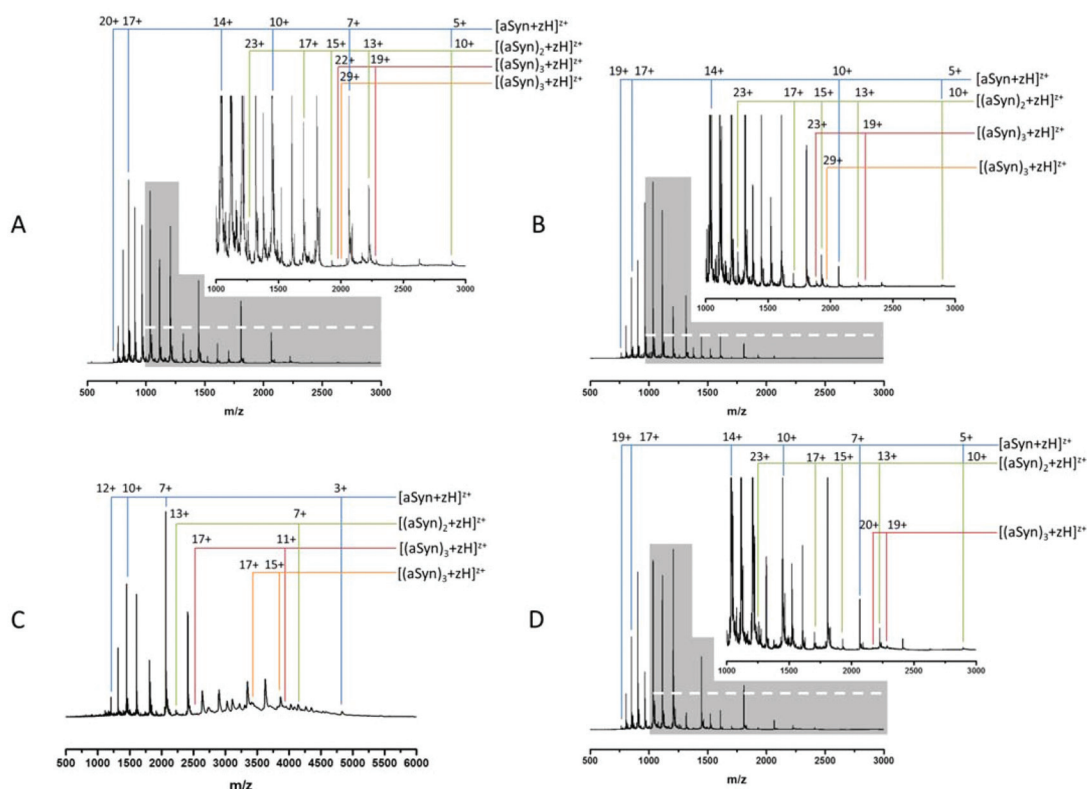 A
20+ 17+ 14+ 10+ 7+ 5+ [aSyn+zH]ᶻ⁺
23+ 17+ 15+ 13+ 10+ [(aSyn)₂+zH]ᶻ⁺
22+ 19+ [(aSyn)₃+zH]ᶻ⁺
29+ [(aSyn)₃+zH]ᶻ⁺
1000 1500 2000 2500 3000
500 1000 1500 2000 2500 3000
m/z
B
19+ 17+ 14+ 10+ 5+ [aSyn+zH]ᶻ⁺
23+ 17+ 15+ 13+ 10+ [(aSyn)₂+zH]ᶻ⁺
23+ 19+ [(aSyn)₃+zH]ᶻ⁺
29+ [(aSyn)₃+zH]ᶻ⁺
1000 1500 2000 2500 3000
500 1000 1500 2000 2500 3000
m/z
C
12+ 10+ 7+ 3+ [aSyn+zH]ᶻ⁺
13+ 7+ [(aSyn)₂+zH]ᶻ⁺
17+ 11+ [(aSyn)₃+zH]ᶻ⁺
17+ 15+ [(aSyn)₃+zH]ᶻ⁺
500 1000 1500 2000 2500 3000 3500 4000 4500 5000 5500 6000
m/z
D
19+ 17+ 14+ 10+ 7+ 5+ [aSyn+zH]ᶻ⁺
23+ 17+ 15+ 13+ 10+ [(aSyn)₂+zH]ᶻ⁺
20+ 19+ [(aSyn)₃+zH]ᶻ⁺
1000 1500 2000 2500 3000
500 1000 1500 2000 2500 3000
m/z